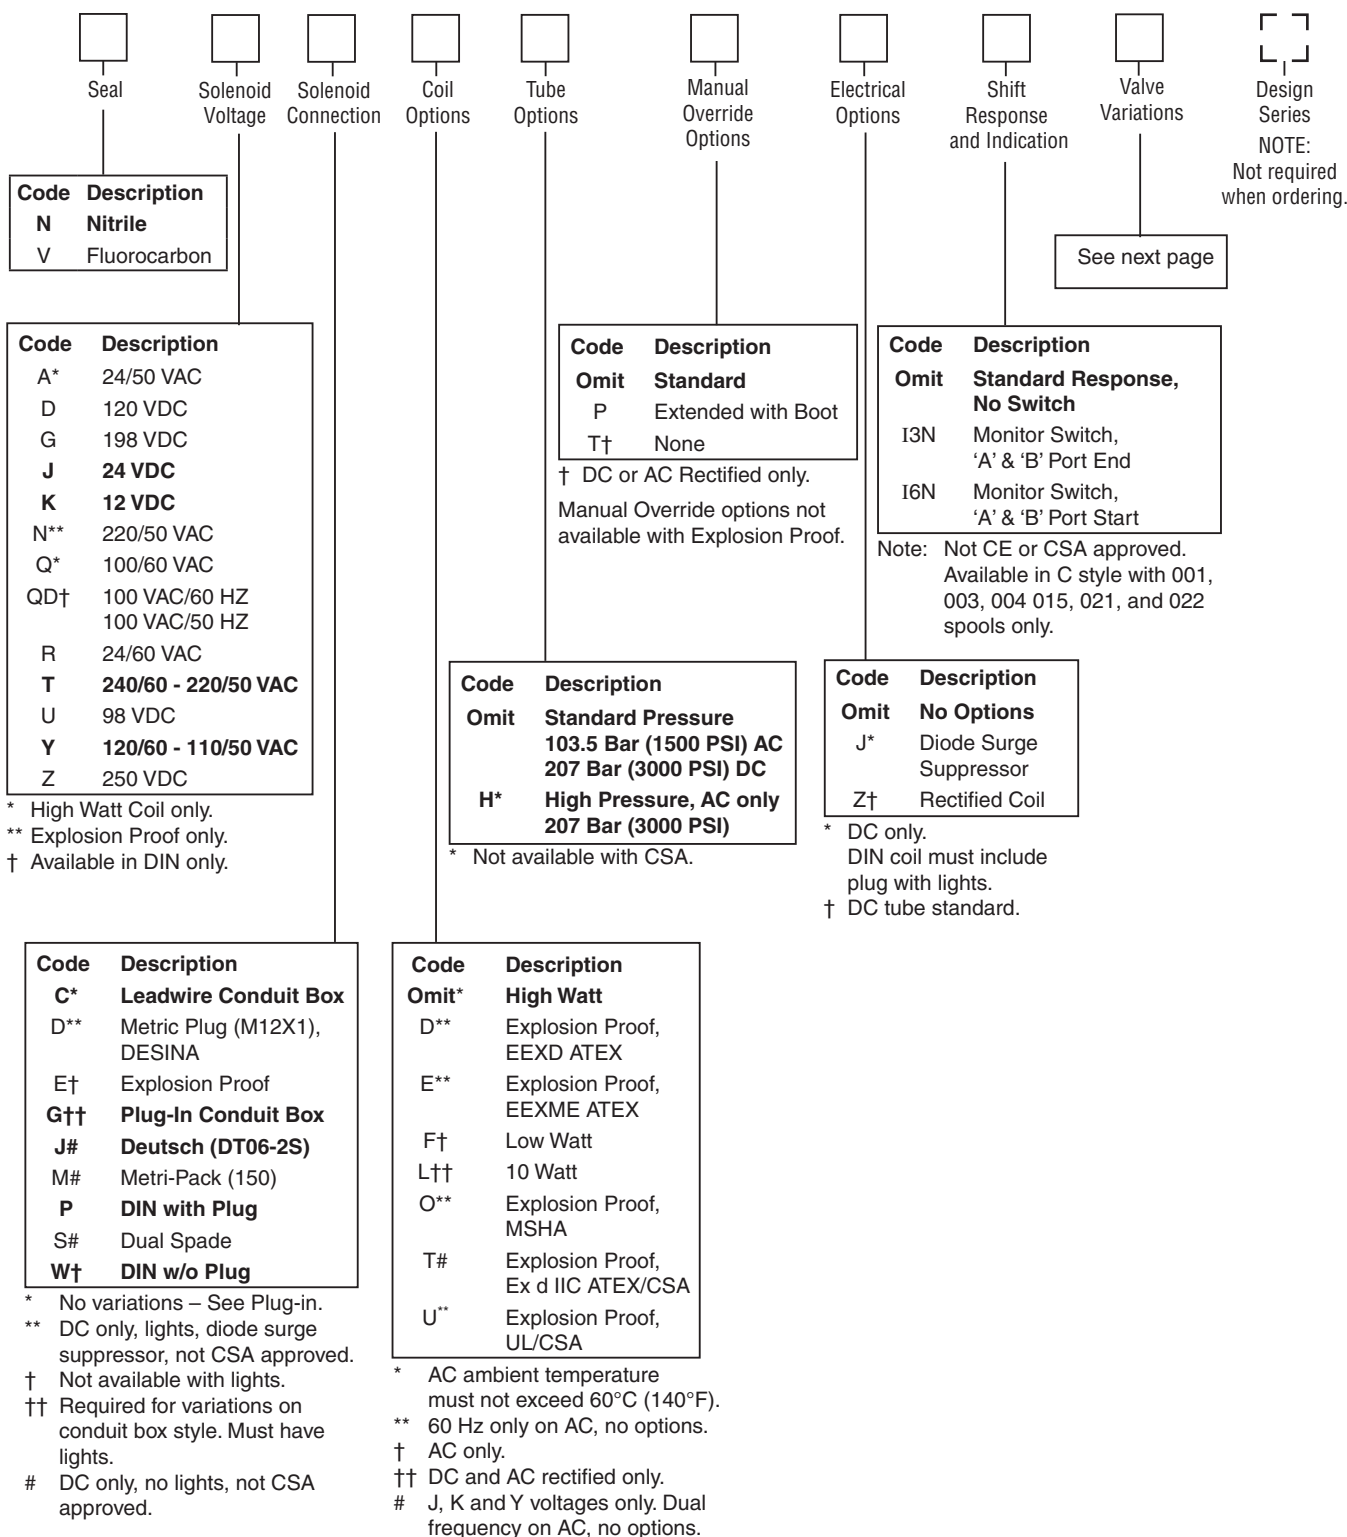 Seal
Solenoid
Voltage
Solenoid
Connection
Coil
Options
Tube
Options
Manual
Override
Options
Electrical
Options
Shift
Response
and Indication
Valve
Variations
Design
Series
NOTE:
Not required
when ordering.
Code Description
N Nitrile
V Fluorocarbon
See next page
Code Description
A* 24/50 VAC
D 120 VDC
G 198 VDC
J 24 VDC
K 12 VDC
N** 220/50 VAC
Q* 100/60 VAC
QD† 100 VAC/60 HZ
100 VAC/50 HZ
R 24/60 VAC
T 240/60 - 220/50 VAC
U 98 VDC
Y 120/60 - 110/50 VAC
Z 250 VDC
* High Watt Coil only.
** Explosion Proof only.
† Available in DIN only.
Code Description
Omit Standard
P Extended with Boot
T† None
† DC or AC Rectified only.
Manual Override options not
available with Explosion Proof.
Code Description
Omit Standard Response,
No Switch
I3N Monitor Switch,
‘A’ & ‘B’ Port End
I6N Monitor Switch,
‘A’ & ‘B’ Port Start
Note: Not CE or CSA approved.
Available in C style with 001,
003, 004 015, 021, and 022
spools only.
Code Description
Omit Standard Pressure
103.5 Bar (1500 PSI) AC
207 Bar (3000 PSI) DC
H* High Pressure, AC only
207 Bar (3000 PSI)
* Not available with CSA.
Code Description
Omit No Options
J* Diode Surge
Suppressor
Z† Rectified Coil
* DC only.
DIN coil must include
plug with lights.
† DC tube standard.
Code Description
C* Leadwire Conduit Box
D** Metric Plug (M12X1),
DESINA
E† Explosion Proof
G†† Plug-In Conduit Box
J# Deutsch (DT06-2S)
M# Metri-Pack (150)
P DIN with Plug
S# Dual Spade
W† DIN w/o Plug
* No variations – See Plug-in.
** DC only, lights, diode surge
suppressor, not CSA approved.
† Not available with lights.
†† Required for variations on
conduit box style. Must have
lights.
# DC only, no lights, not CSA
approved.
Code Description
Omit* High Watt
D** Explosion Proof,
EEXD ATEX
E** Explosion Proof,
EEXME ATEX
F† Low Watt
L†† 10 Watt
O** Explosion Proof,
MSHA
T# Explosion Proof,
Ex d IIC ATEX/CSA
U** Explosion Proof,
UL/CSA
* AC ambient temperature
must not exceed 60°C (140°F).
** 60 Hz only on AC, no options.
† AC only.
†† DC and AC rectified only.
# J, K and Y voltages only. Dual
frequency on AC, no options.